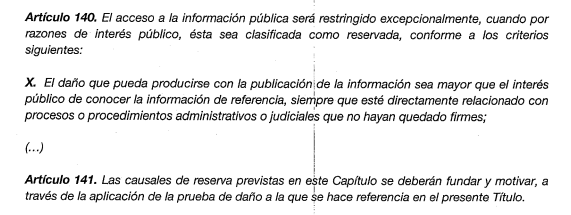 Artículo 140. El acceso a la información pública será restringido excepcionalmente, cuando por
razones de interés público, ésta sea clasificada como reservada, conforme a los criterios
siguientes:
X. El daño que pueda producirse con la publicación de la información sea mayor que el interés
público de conocer la información de referencia, siempre que esté directamente relacionado con
procesos o procedimientos administrativos o judiciales que no hayan quedado firmes;
(...)
Artículo 141. Las causales de reserva previstas en este Capítulo se deberán fundar y motivar, a
través de la aplicación de la prueba de daño a la que se hace referencia en el presente Título.